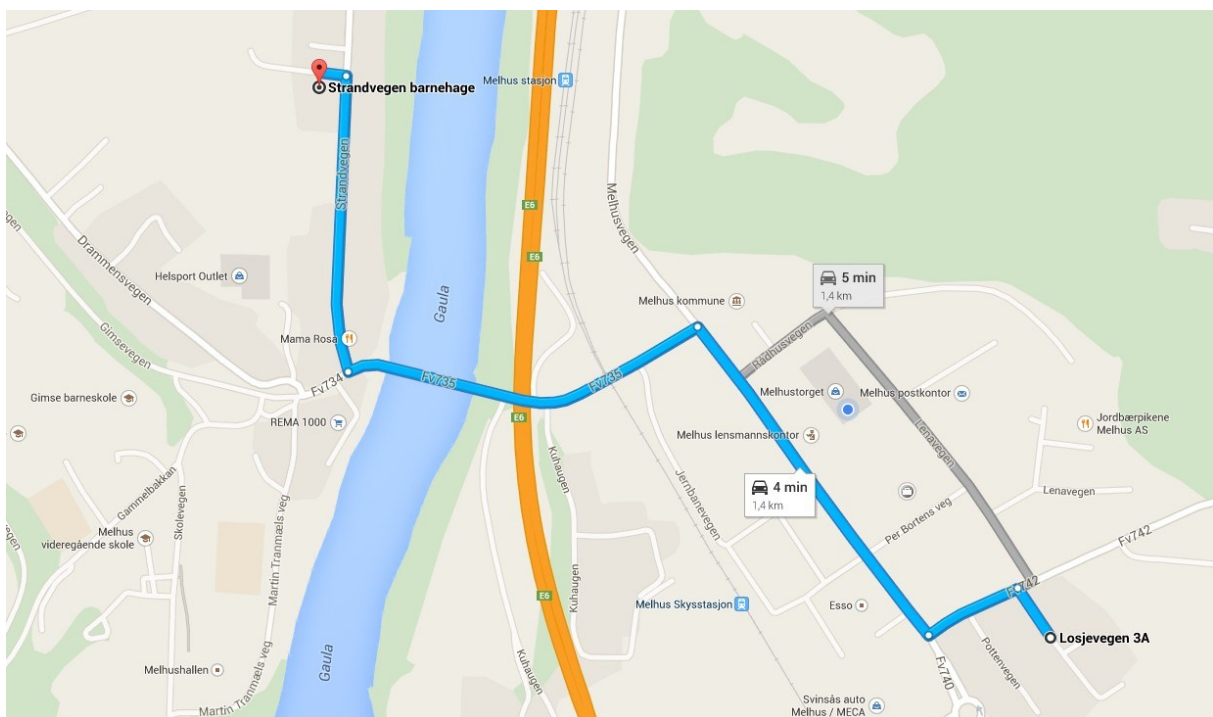 Strandvegen barnehage
Melhus stasjon
Strandvegen
E6
Melhusvegen
Drammensvegen
E6
Helsport Outlet
Gaula
5 min
1,4 km
Melhus kommune
Gimsevegen
Mama Rosa
Rådhusvegen
Fv734
Fv735
Fv735
Gimse barneskole
Melhustorget
Melhus postkontor
REMA 1000
E6
Jordbærpikene
Melhus AS
Melhus lensmannskontor
Lenavegen
Kuhaugen
Gammelbakkan
Skolevegen
Jernbanevegen
4 min
1,4 km
Lenavegen
Melhus
videregående skole
Martin Tranmæls veg
Kuhaugen
Per Bortens veg
Fv742
E6
Kuhaugen
Melhus Skysstasjon
Esso
Fv742
Losjevegen 3A
Gaula
Melhushallen
Fv740
Pottenvegen
Martin Tranmæls veg
Svinsås auto
Melhus / MECA